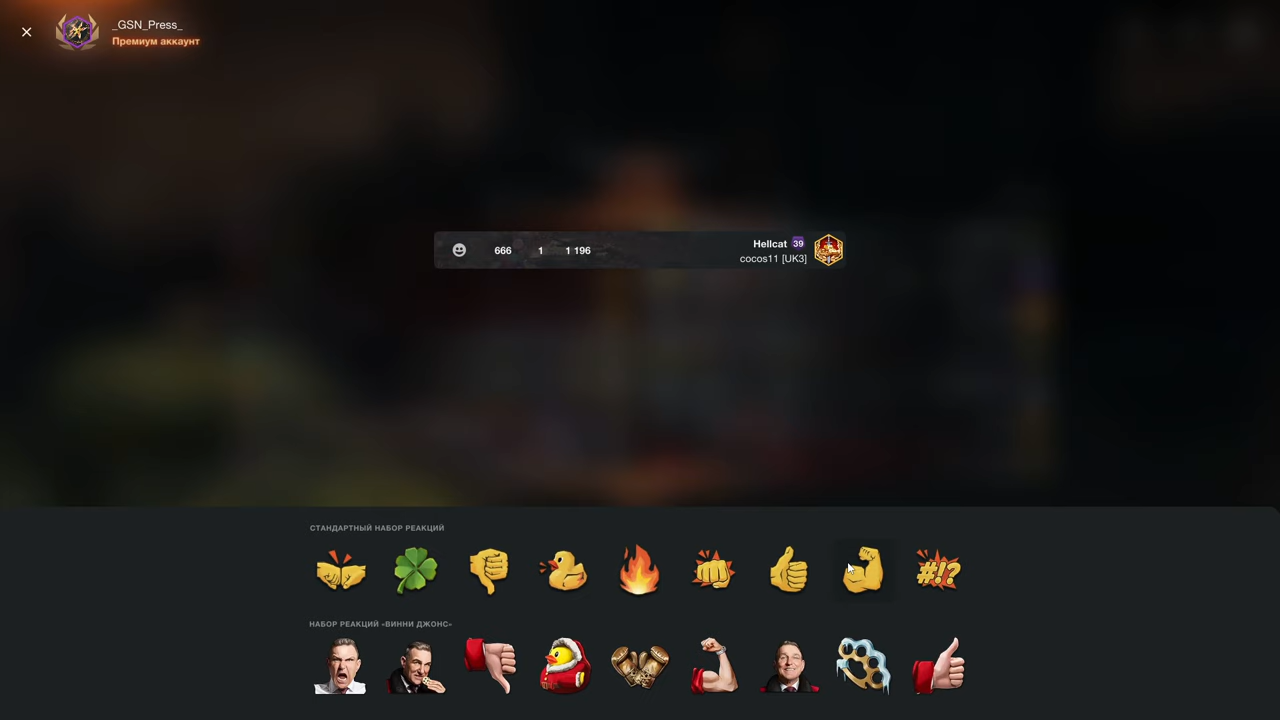 _GSN_Press_
Премиум аккаунт
666 1 1 196
Hellcat 39
cocos11 [UK3]
СТАНДАРТНЫЙ НАБОР РЕАКЦИЙ
#!?
НАБОР РЕАКЦИЙ «ВИННИ ДЖОНС»